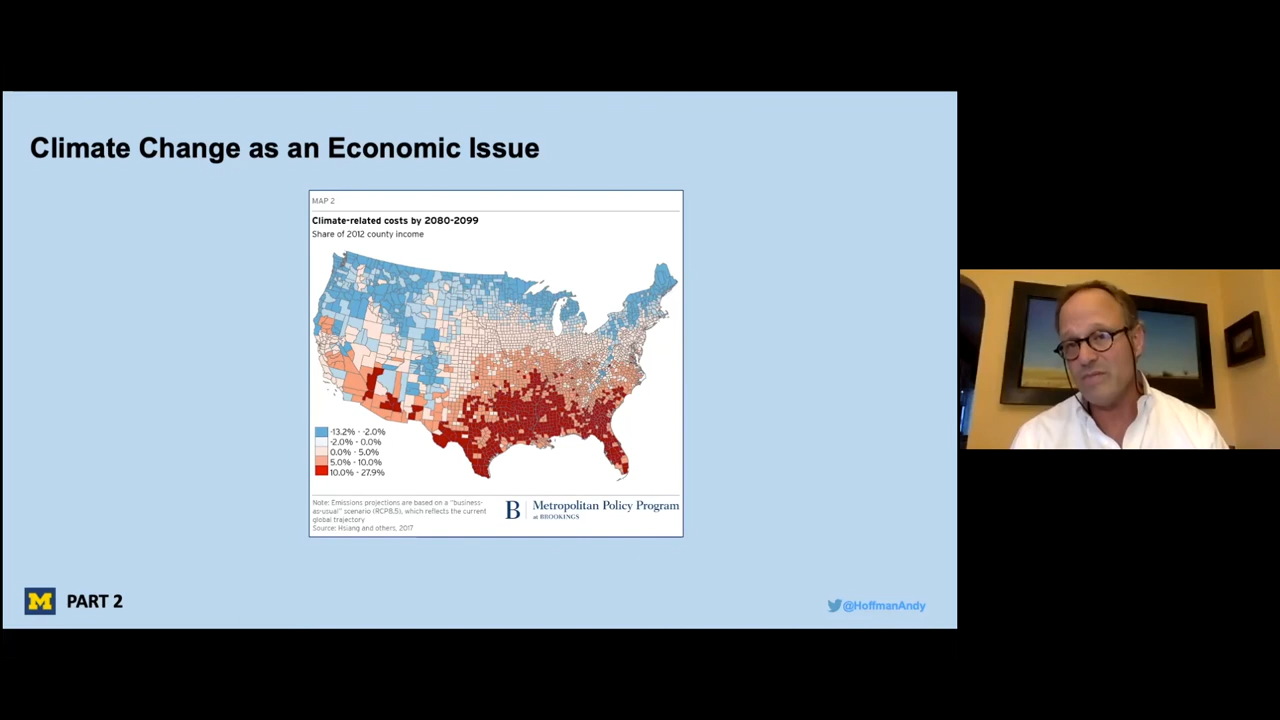 Climate Change as an Economic Issue
MAP 2
Climate-related costs by 2080-2099
Share of 2012 county income
-13.2% - -2.0%
-2.0% - 0.0%
0.0% - 5.0%
5.0% - 10.0%
10.0% - 27.9%
Note: Emissions projections are based on a "business-
as-usual" scenario (RCP8.5), which reflects the current
global trajectory
Source: Hsiang and others, 2017
B Metropolitan Policy Program
at BROOKINGS
M PART 2
@HoffmanAndy